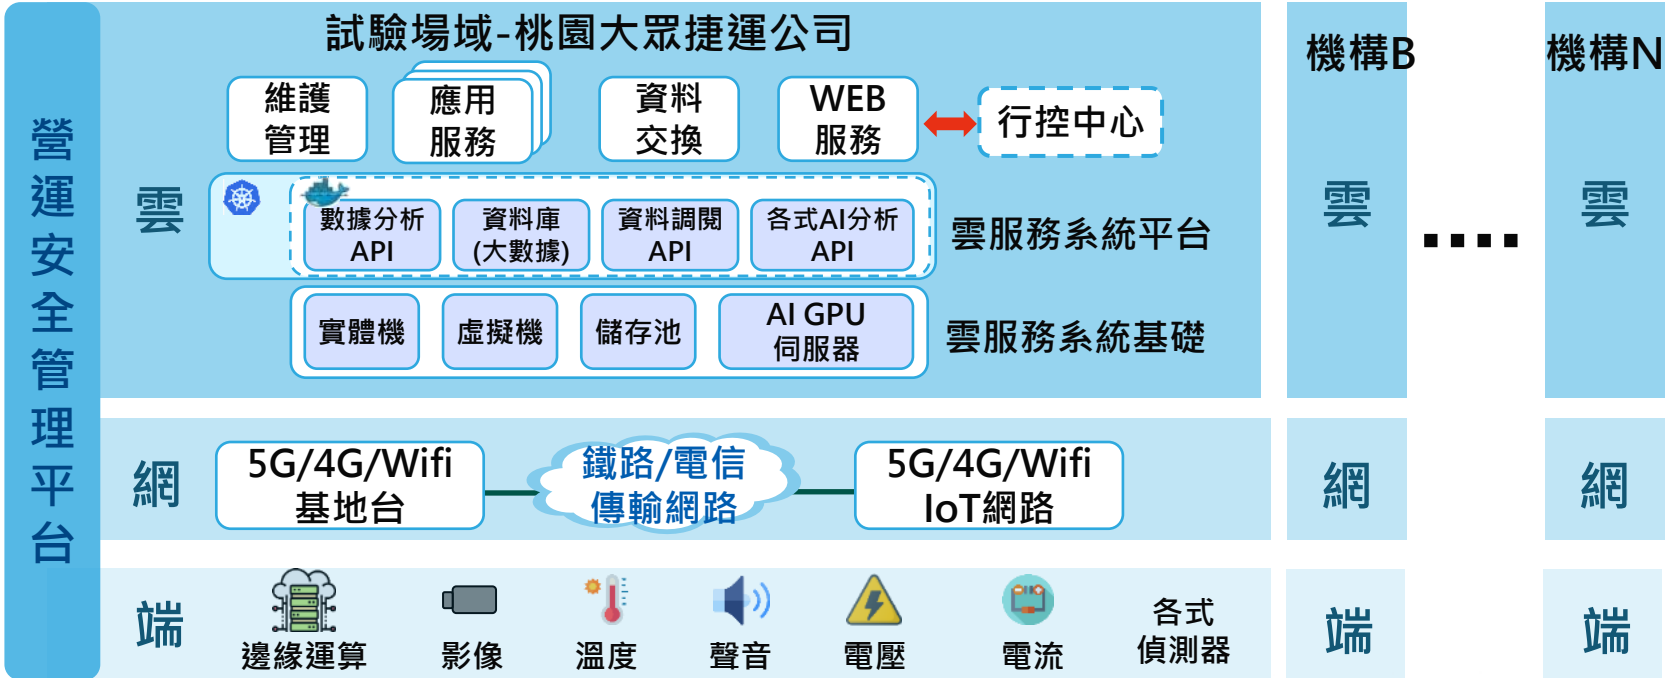 營運安全管理平台
試驗場域-桃園大眾捷運公司
雲
維護
管理
應用
服務
資料
交換
WEB
服務
行控中心
數據分析
API
資料庫
(大數據)
資料調閱
API
各式AI分析
API
雲服務系統平台
實體機
虛擬機
儲存池
AI GPU
伺服器
雲服務系統基礎
網
5G/4G/Wifi
基地台
鐵路/電信
傳輸網路
5G/4G/Wifi
IoT網路
端
邊緣運算
影像
溫度
聲音
電壓
電流
各式
偵測器
機構B
雲
網
端
....
機構N
雲
網
端